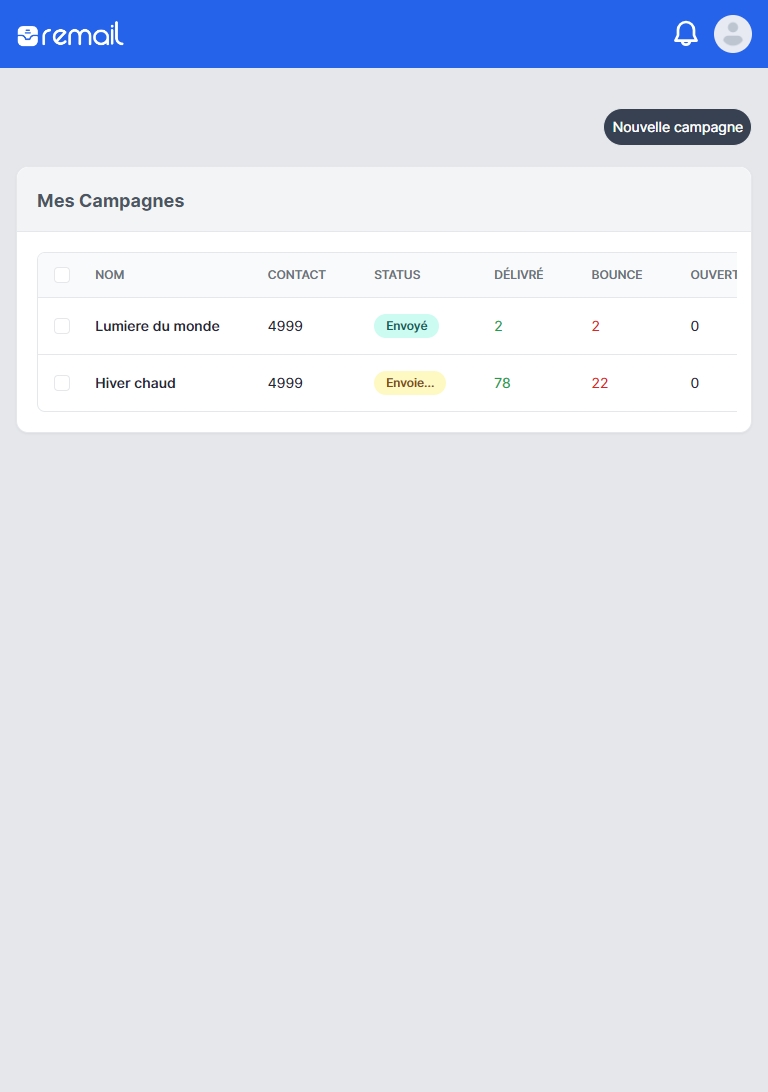 remail
Nouvelle campagne
Mes Campagnes
NOM CONTACT STATUS DÉLIVRÉ BOUNCE OUVERT
Lumiere du monde 4999 Envoyé 2 2 0
Hiver chaud 4999 Envoie... 78 22 0